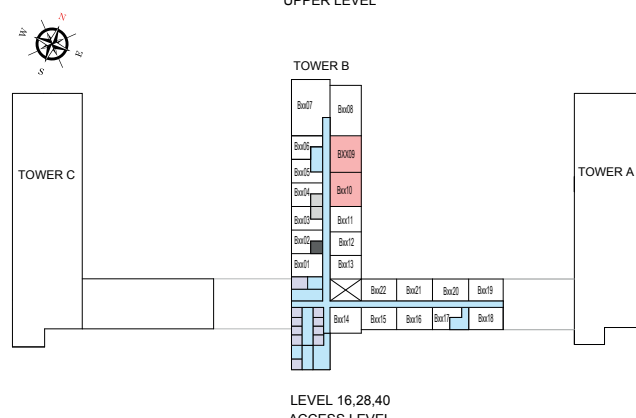 UPPER LEVEL
N
W
E
S
TOWER B
Bxx07
Bxx08
Bxx06
BXX09
Bxx05
TOWER C
TOWER A
Bxx04
Bxx10
Bxx03
Bxx11
Bxx02
Bxx12
Bxx01
Bxx13
Bxx22
Bxx21
Bxx20
Bxx19
Bxx14
Bxx15
Bxx16
Bxx17
Bxx18
LEVEL 16,28,40
ACCESS LEVEL